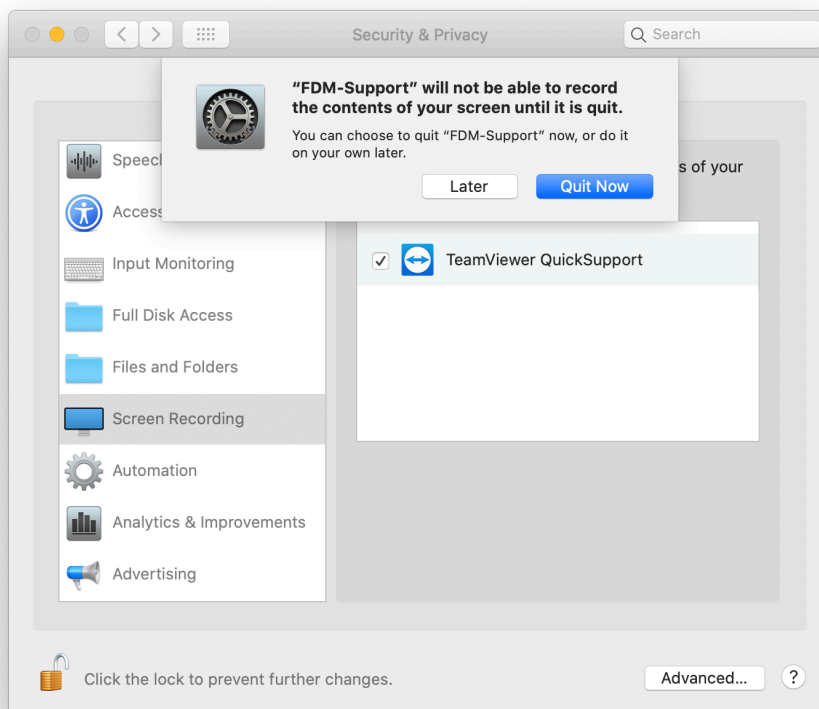 Security & Privacy
Search
“FDM-Support” will not be able to record
the contents of your screen until it is quit.
You can choose to quit “FDM-Support” now, or do it
on your own later.
Later
Quit Now
s of your
Speech
Access
Input Monitoring
Full Disk Access
Files and Folders
Screen Recording
Automation
Analytics & Improvements
Advertising
TeamViewer QuickSupport
Click the lock to prevent further changes.
Advanced...
?